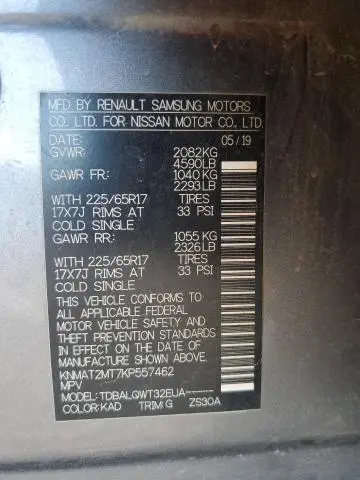 MFD BY RENAULT SAMSUNG MOTORS
CO. LTD. FOR NISSAN MOTOR CO., LTD.
DATE: 05/19
GVWR: 2082KG
4590LB
GAWR FR: 1040 KG
2293LB
WITH 225/65R17 TIRES
17X7J RIMS AT 33 PSI
COLD SINGLE
GAWR RR: 1055 KG
2326LB
WITH 225/65R17 TIRES
17X7J RIMS AT 33 PSI
COLD SINGLE
THIS VEHICLE CONFORMS TO
ALL APPLICABLE FEDERAL
MOTOR VEHICLE SAFETY AND
THEFT PREVENTION STANDARDS
IN EFFECT ON THE DATE OF
MANUFACTURE SHOWN ABOVE.
KNMAT2MT7KP557462
MPV
MODEL: TDBALQWT32EUA
COLOR: KAD TRIM: G ZS30A